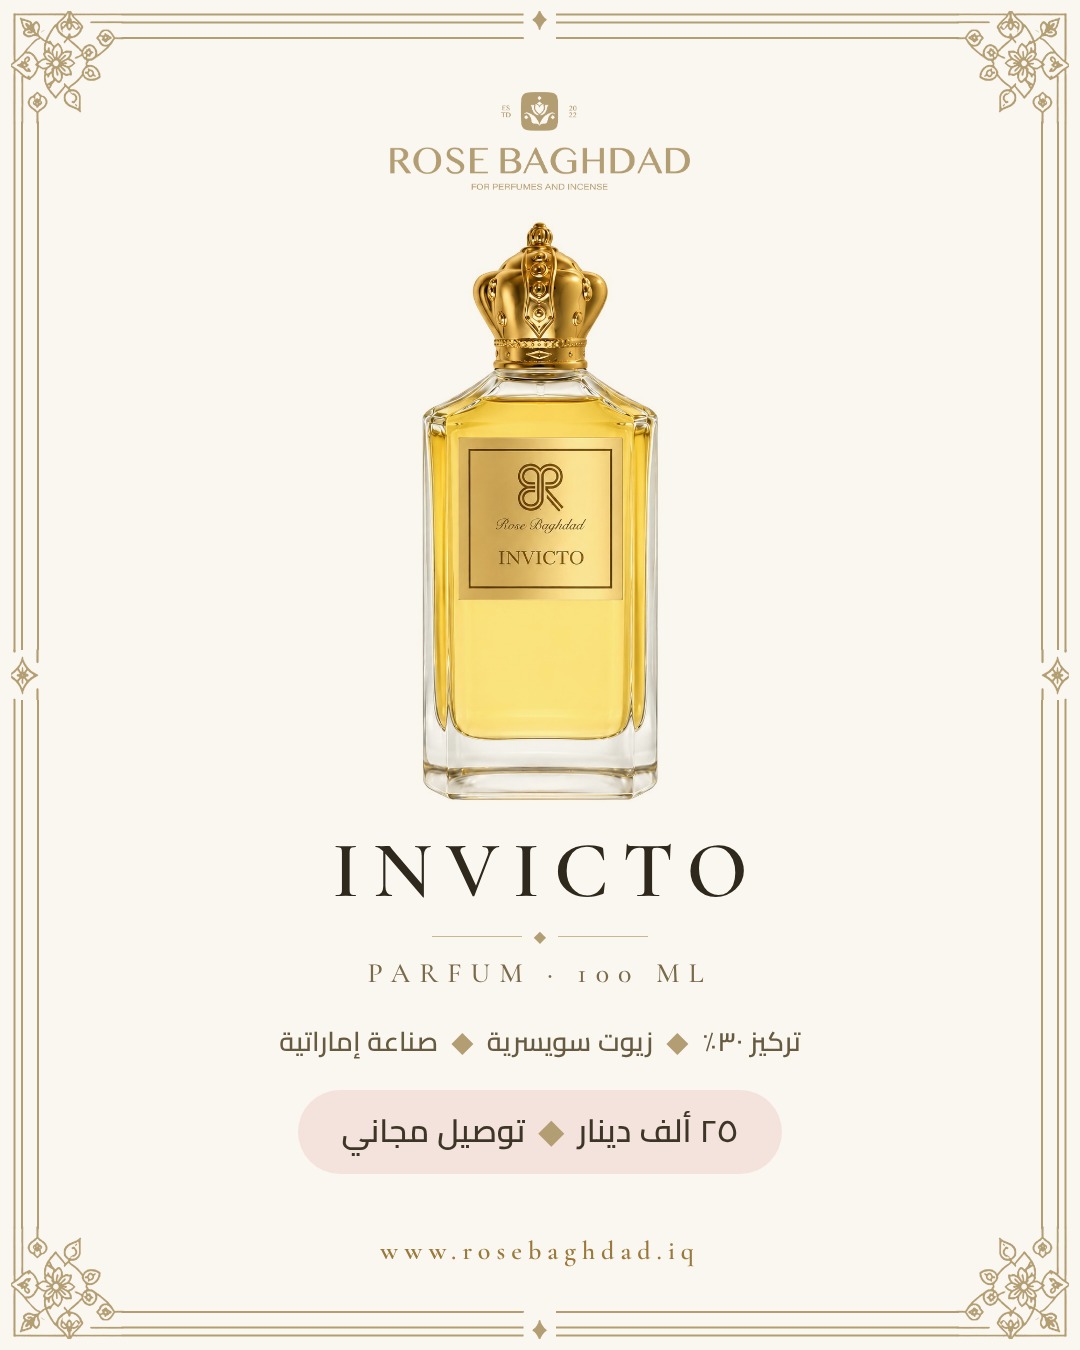 ES
TD
20
22
ROSE BAGHDAD
FOR PERFUMES AND INCENSE
Rose Baghdad
INVICTO
INVICTO
PARFUM · 100 ML
تركيز ٣٠٪ ◆ زيوت سويسرية ◆ صناعة إماراتية
٢٥ ألف دينار ◆ توصيل مجاني
www.rosebaghdad.iq